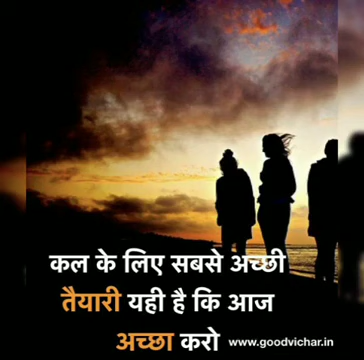 कल के लिए सबसे अच्छी
तैयारी यही है कि आज
अच्छा करो
www.goodvichar.in